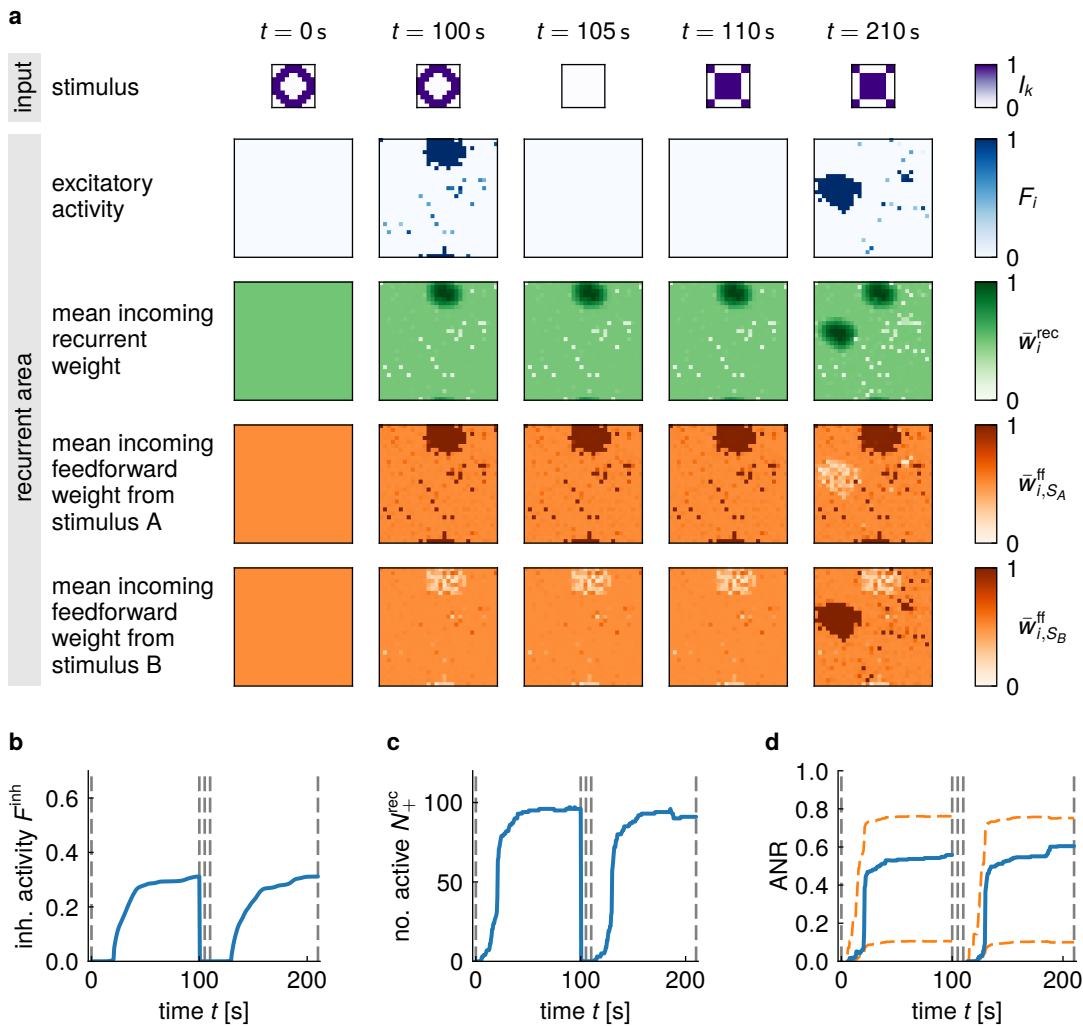 a
t = 0 s
t = 100 s
t = 105 s
t = 110 s
t = 210 s
input
stimulus
1
0
I_k
recurrent area
excitatory
activity
1
0
F_i
mean incoming
recurrent
weight
1
0
w̄_i^rec
mean incoming
feedforward
weight from
stimulus A
1
0
w̄_{i,S_A}^ff
mean incoming
feedforward
weight from
stimulus B
1
0
w̄_{i,S_B}^ff
b
inh. activity F^inh
0.6
0.4
0.2
0.0
0
100
200
time t [s]
c
no. active N_+^rec
100
50
0
0
100
200
time t [s]
d
ANR
1.0
0.8
0.6
0.4
0.2
0.0
0
100
200
time t [s]